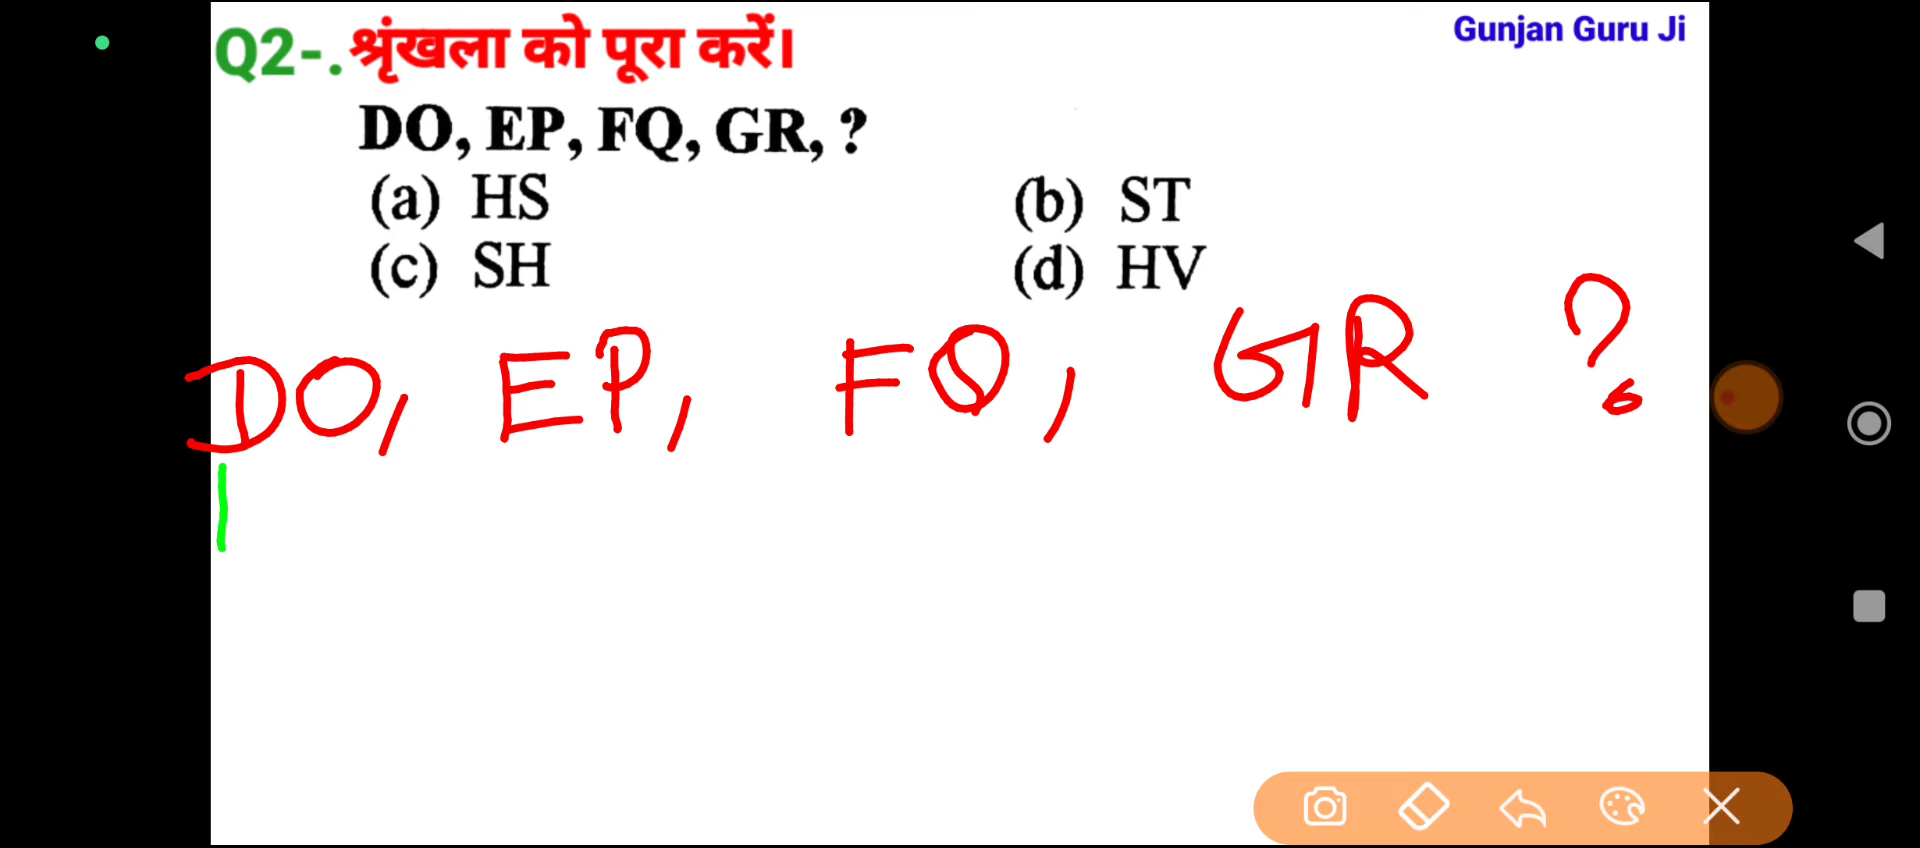 Q2-. श्रृंखला को पूरा करें।
Gunjan Guru Ji
DO, EP, FQ, GR, ?
(a) HS
(b) ST
(c) SH
(d) HV
DO, EP, FQ, GR ?